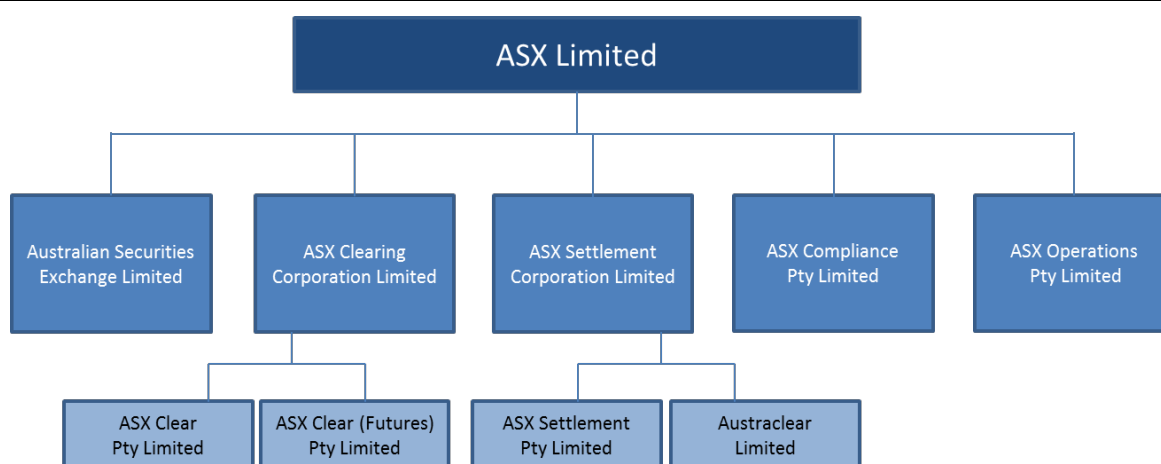 ASX Limited
Australian Securities
Exchange Limited
ASX Clearing
Corporation Limited
ASX Settlement
Corporation Limited
ASX Compliance
Pty Limited
ASX Operations
Pty Limited
ASX Clear
Pty Limited
ASX Clear (Futures)
Pty Limited
ASX Settlement
Pty Limited
Austraclear
Limited